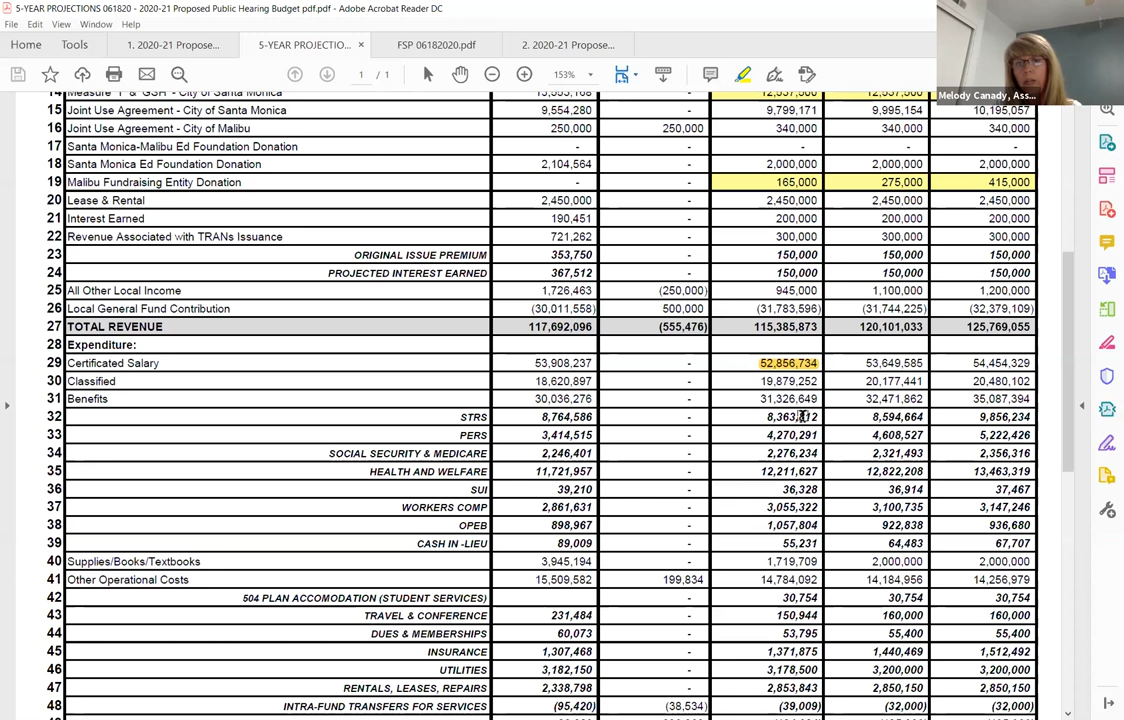 5-YEAR PROJECTIONS 061820 - 2020-21 Proposed Public Hearing Budget pdf.pdf - Adobe Acrobat Reader DC
File Edit View Window Help
Home Tools 1. 2020-21 Propose... 5-YEAR PROJECTIO... × FSP 06182020.pdf 2. 2020-21 Propose...
1 / 1 153%
Melody Canady, Ass...
15 Joint Use Agreement - City of Santa Monica 9,554,280 - 9,799,171 9,995,154 10,195,057
16 Joint Use Agreement - City of Malibu 250,000 250,000 340,000 340,000 340,000
17 Santa Monica-Malibu Ed Foundation Donation - - - - -
18 Santa Monica Ed Foundation Donation 2,104,564 - 2,000,000 2,000,000 2,000,000
19 Malibu Fundraising Entity Donation - - 165,000 275,000 415,000
20 Lease & Rental 2,450,000 - 2,450,000 2,450,000 2,450,000
21 Interest Earned 190,451 - 200,000 200,000 200,000
22 Revenue Associated with TRANs Issuance 721,262 - 300,000 300,000 300,000
23 ORIGINAL ISSUE PREMIUM 353,750 - 150,000 150,000 150,000
24 PROJECTED INTEREST EARNED 367,512 - 150,000 150,000 150,000
25 All Other Local Income 1,726,463 (250,000) 945,000 1,100,000 1,200,000
26 Local General Fund Contribution (30,011,558) 500,000 (31,783,596) (31,744,225) (32,379,109)
27 TOTAL REVENUE 117,692,096 (555,476) 115,385,873 120,101,033 125,769,055
28 Expenditure:
29 Certificated Salary 53,908,237 - 52,856,734 53,649,585 54,454,329
30 Classified 18,620,897 - 19,879,252 20,177,441 20,480,102
31 Benefits 30,036,276 - 31,326,649 32,471,862 35,087,394
32 STRS 8,764,586 - 8,594,664 9,856,234
33 PERS 3,414,515 - 4,270,291 4,608,527 5,222,426
34 SOCIAL SECURITY & MEDICARE 2,246,401 - 2,276,234 2,321,493 2,356,316
35 HEALTH AND WELFARE 11,721,957 - 12,211,627 12,822,208 13,463,319
36 SUI 39,210 - 36,328 36,914 37,467
37 WORKERS COMP 2,861,631 - 3,055,322 3,100,735 3,147,246
38 OPEB 898,967 - 1,057,804 922,838 936,680
39 CASH IN -LIEU 89,009 - 55,231 64,483 67,707
40 Supplies/Books/Textbooks 3,945,194 - 1,719,709 2,000,000 2,000,000
41 Other Operational Costs 15,509,582 199,834 14,784,092 14,184,956 14,256,979
42 504 PLAN ACCOMODATION (STUDENT SERVICES) - 30,754 30,754 30,754
43 TRAVEL & CONFERENCE 231,484 - 150,944 160,000 160,000
44 DUES & MEMBERSHIPS 60,073 - 53,795 55,400 55,400
45 INSURANCE 1,307,468 - 1,371,875 1,440,469 1,512,492
46 UTILITIES 3,182,150 - 3,178,500 3,200,000 3,200,000
47 RENTALS, LEASES, REPAIRS 2,338,798 - 2,853,843 2,850,150 2,850,150
48 INTRA-FUND TRANSFERS FOR SERVICES (95,420) (38,534) (39,009) (32,000) (32,000)